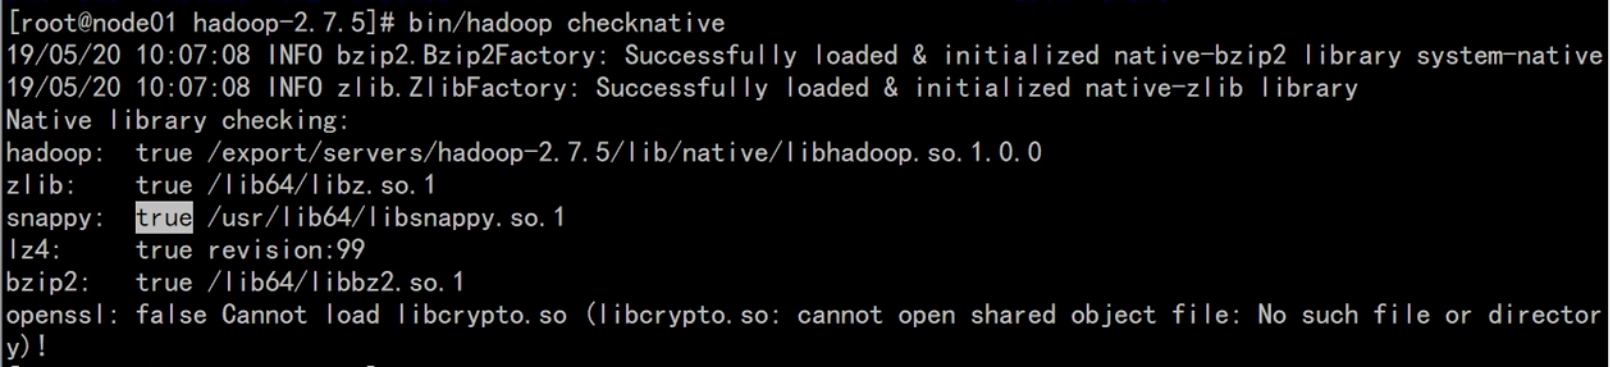 [root@node01 hadoop-2.7.5]# bin/hadoop checknative
19/05/20 10:07:08 INFO bzip2.Bzip2Factory: Successfully loaded & initialized native-bzip2 library system-native
19/05/20 10:07:08 INFO zlib.ZlibFactory: Successfully loaded & initialized native-zlib library
Native library checking:
hadoop:  true /export/servers/hadoop-2.7.5/lib/native/libhadoop.so.1.0.0
zlib:    true /lib64/libz.so.1
snappy:  true /usr/lib64/libsnappy.so.1
lz4:     true revision:99
bzip2:   true /lib64/libbz2.so.1
openssl: false Cannot load libcrypto.so (libcrypto.so: cannot open shared object file: No such file or director
y)!